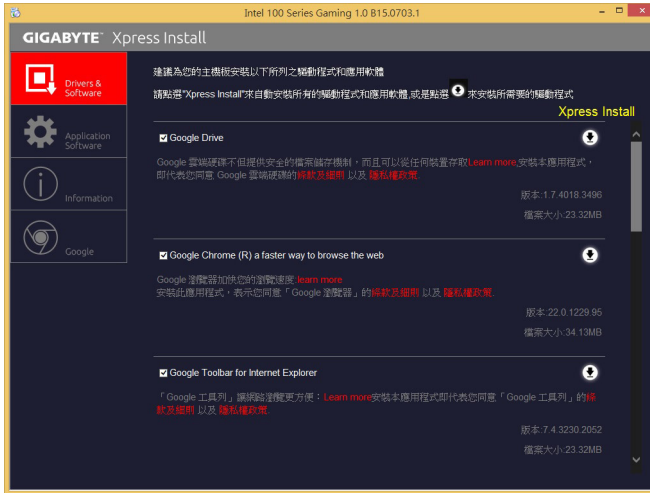 Intel 100 Series Gaming 1.0 B15.0703.1
GIGABYTE™ Xpress Install
Drivers & Software
Application Software
Information
Google
建議為您的主機板安裝以下所列之驅動程式和應用軟體
請點選"Xpress Install"來自動安裝所有的驅動程式和應用軟體,或是點選 來安裝所需要的驅動程式
Xpress Install
Google Drive
Google 雲端硬碟不但提供安全的檔案儲存機制，而且可以從任何裝置存取Learn more,安裝本應用程式，
即代表您同意 Google 雲端硬碟的條款及細則 以及 隱私權政策.
版本:1.7.4018.3496
檔案大小:23.32MB
Google Chrome (R) a faster way to browse the web
Google 瀏覽器加快您的瀏覽速度.learn more
安裝此應用程式，表示您同意「Google 瀏覽器」的條款及細則 以及 隱私權政策.
版本:22.0.1229.95
檔案大小:34.13MB
Google Toolbar for Internet Explorer
「Google 工具列」讓網路瀏覽更方便：Learn more安裝本應用程式即代表您同意「Google 工具列」的條
款及細則 以及 隱私權政策.
版本:7.4.3230.2052
檔案大小:23.32MB